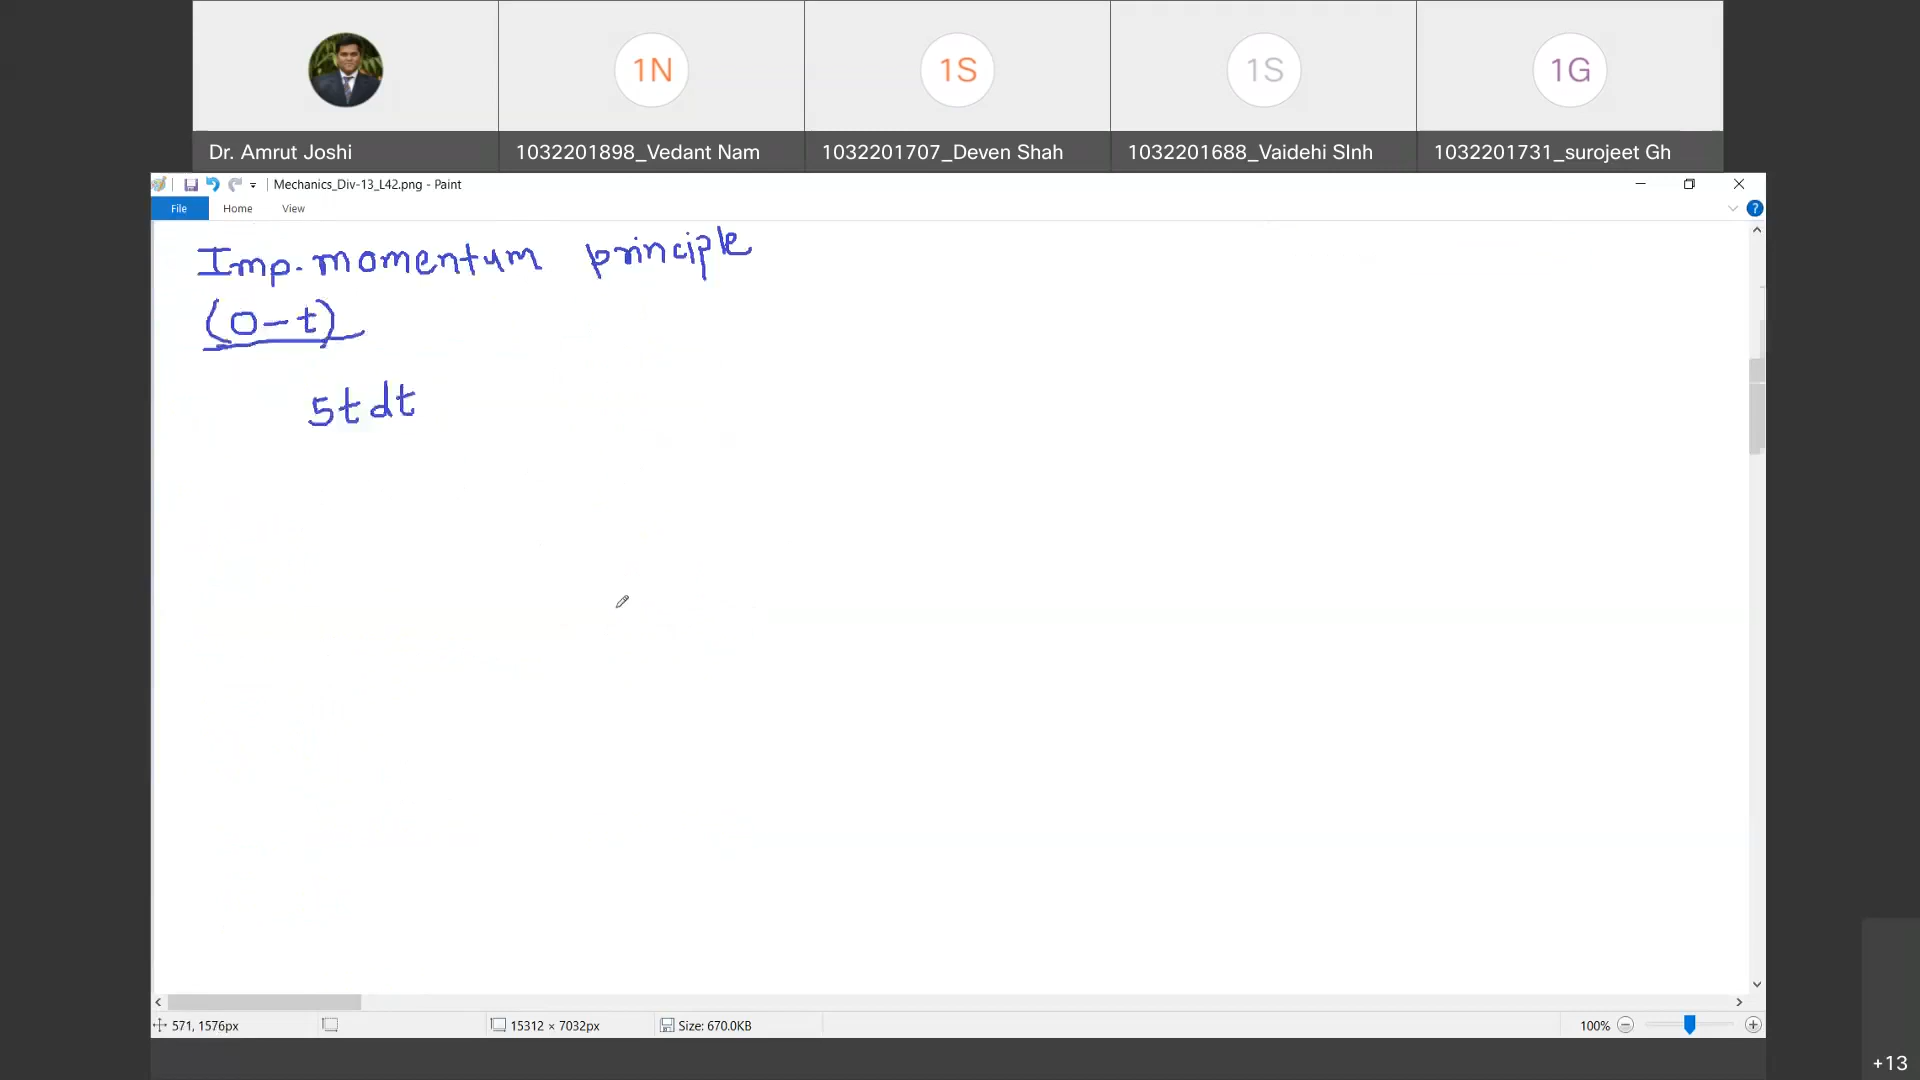 1N
1S
1S
1G
Dr. Amrut Joshi
1032201898_Vedant Nam
1032201707_Deven Shah
1032201688_Vaidehi SInh
1032201731_surojeet Gh
Mechanics_Div-13_L42.png - Paint
File Home View
Imp. momentum principle
(0-t)
5t dt
571, 1576px
15312 × 7032px
Size: 670.0KB
100%
+13